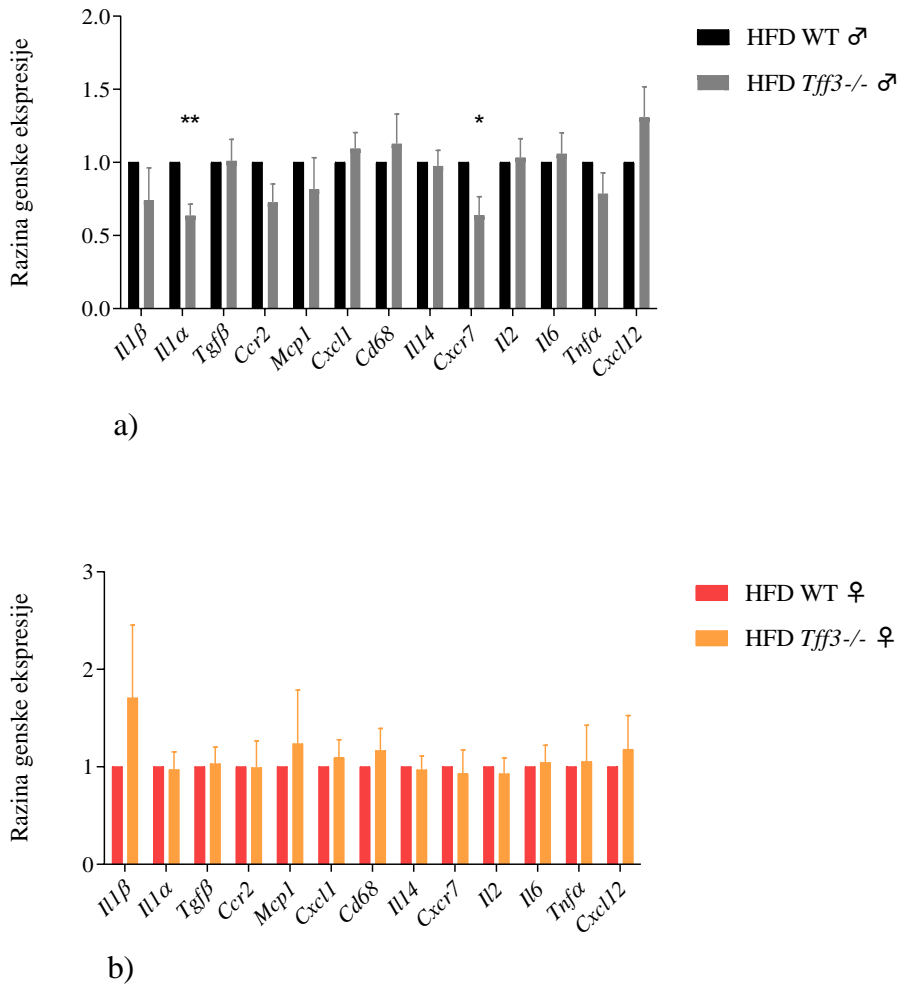 Razina genske ekspresije
2.0
1.5
1.0
0.5
0.0
** *
Il1β Il1α Tgfβ Ccr2 Mcp1 Cxcl1 Cd68 Il14 Cxcr7 Il2 Il6 Tnfα Cxcl12
HFD WT ♂
HFD Tff3-/- ♂
a)
Razina genske ekspresije
3
2
1
0
Il1β Il1α Tgfβ Ccr2 Mcp1 Cxcl1 Cd68 Il14 Cxcr7 Il2 Il6 Tnfα Cxcl12
HFD WT ♀
HFD Tff3-/- ♀
b)